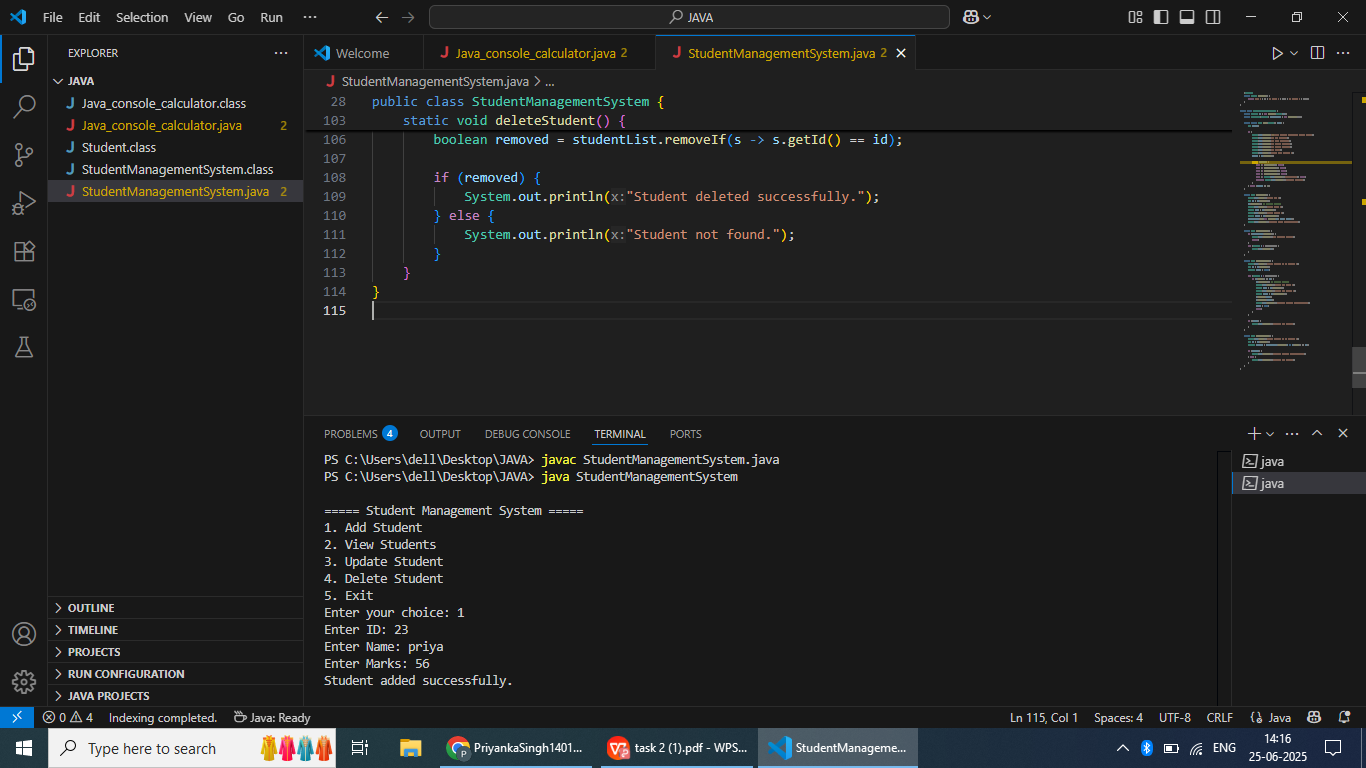 File Edit Selection View Go Run ··· JAVA
EXPLORER ···
JAVA
Java_console_calculator.class
Java_console_calculator.java 2
Student.class
StudentManagementSystem.class
StudentManagementSystem.java 2
OUTLINE
TIMELINE
PROJECTS
RUN CONFIGURATION
JAVA PROJECTS
Welcome Java_console_calculator.java 2 StudentManagementSystem.java 2
StudentManagementSystem.java > ...
28 public class StudentManagementSystem {
103 static void deleteStudent() {
106 boolean removed = studentList.removeIf(s -> s.getId() == id);
107
108 if (removed) {
109 System.out.println(x:"Student deleted successfully.");
110 } else {
111 System.out.println(x:"Student not found.");
112 }
113 }
114 }
115
PROBLEMS 4 OUTPUT DEBUG CONSOLE TERMINAL PORTS
PS C:\Users\dell\Desktop\JAVA> javac StudentManagementSystem.java
PS C:\Users\dell\Desktop\JAVA> java StudentManagementSystem
===== Student Management System =====
1. Add Student
2. View Students
3. Update Student
4. Delete Student
5. Exit
Enter your choice: 1
Enter ID: 23
Enter Name: priya
Enter Marks: 56
Student added successfully.
java
java
0 4 Indexing completed. Java: Ready Ln 115, Col 1 Spaces: 4 UTF-8 CRLF {} Java
Type here to search PriyankaSingh1401... task 2 (1).pdf - WPS... StudentManageme... ENG 14:16
25-06-2025